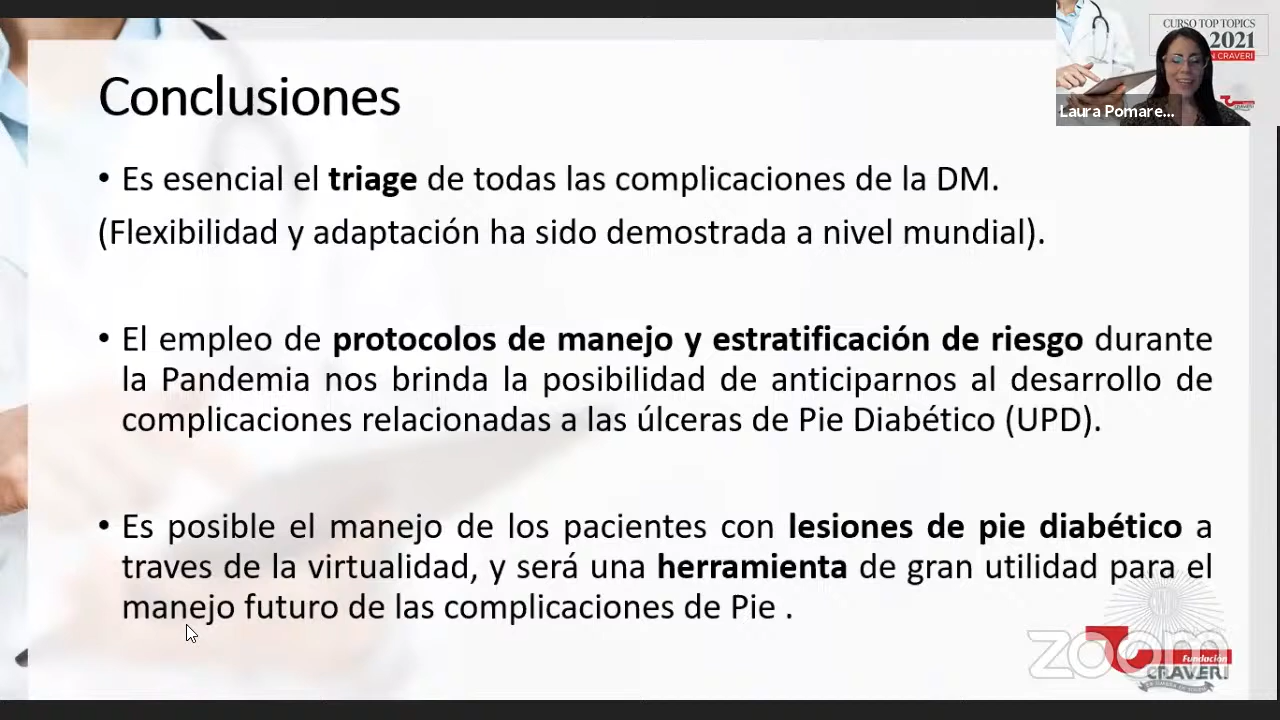 Conclusiones
• Es esencial el triage de todas las complicaciones de la DM.
(Flexibilidad y adaptación ha sido demostrada a nivel mundial).
• El empleo de protocolos de manejo y estratificación de riesgo durante
la Pandemia nos brinda la posibilidad de anticiparnos al desarrollo de
complicaciones relacionadas a las úlceras de Pie Diabético (UPD).
• Es posible el manejo de los pacientes con lesiones de pie diabético a
traves de la virtualidad, y será una herramienta de gran utilidad para el
manejo futuro de las complicaciones de Pie .
CURSO TOP TOPICS
2021
CRAVERI
Laura Pomare...
zoom
Fundación
CRAVERI